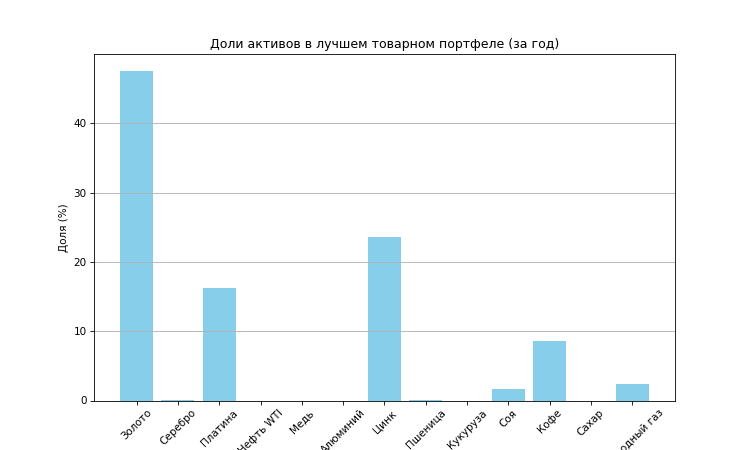 Доли активов в лучшем товарном портфеле (за год)
Доля (%)
40
30
20
10
0
Золото
Серебро
Платина
Нефть WTI
Медь
Алюминий
Цинк
Пшеница
Кукуруза
Соя
Кофе
Сахар
газ